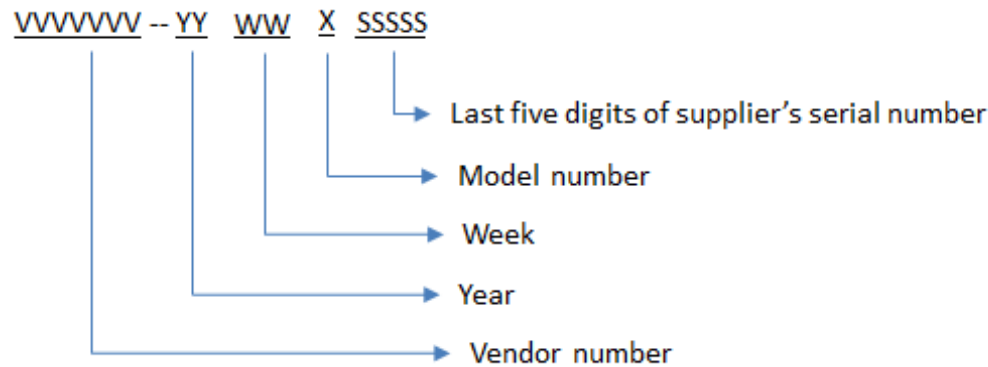 VVVVVVV -- YY WW X SSSSS
Last five digits of supplier's serial number
Model number
Week
Year
Vendor number